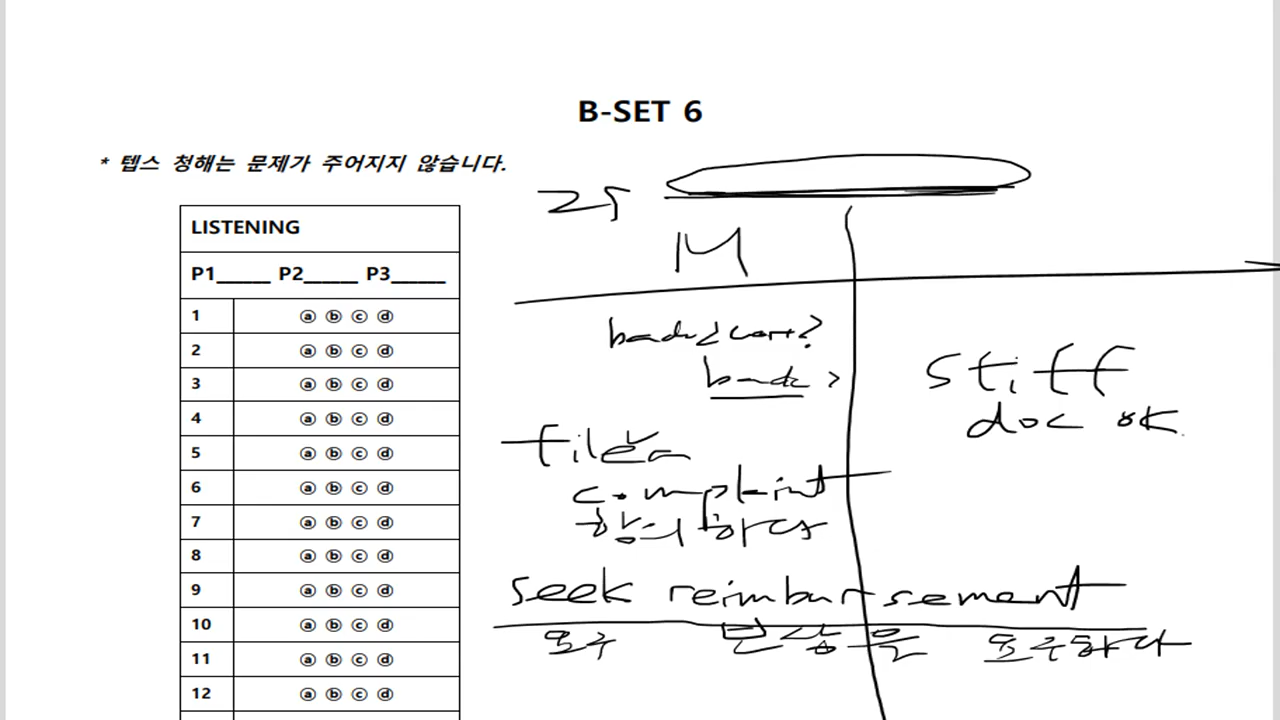 B-SET 6
* 텝스 청해는 문제가 주어지지 않습니다.
25
M
LISTENING
P1_____ P2_____ P3_____
1 ⓐ ⓑ ⓒ ⓓ
2 ⓐ ⓑ ⓒ ⓓ
3 ⓐ ⓑ ⓒ ⓓ
4 ⓐ ⓑ ⓒ ⓓ
5 ⓐ ⓑ ⓒ ⓓ
6 ⓐ ⓑ ⓒ ⓓ
7 ⓐ ⓑ ⓒ ⓓ
8 ⓐ ⓑ ⓒ ⓓ
9 ⓐ ⓑ ⓒ ⓓ
10 ⓐ ⓑ ⓒ ⓓ
11 ⓐ ⓑ ⓒ ⓓ
12 ⓐ ⓑ ⓒ ⓓ
file a
complaint
항의하다
stiff
doc ok
seek reimbursement
요구 변상을 요구하다